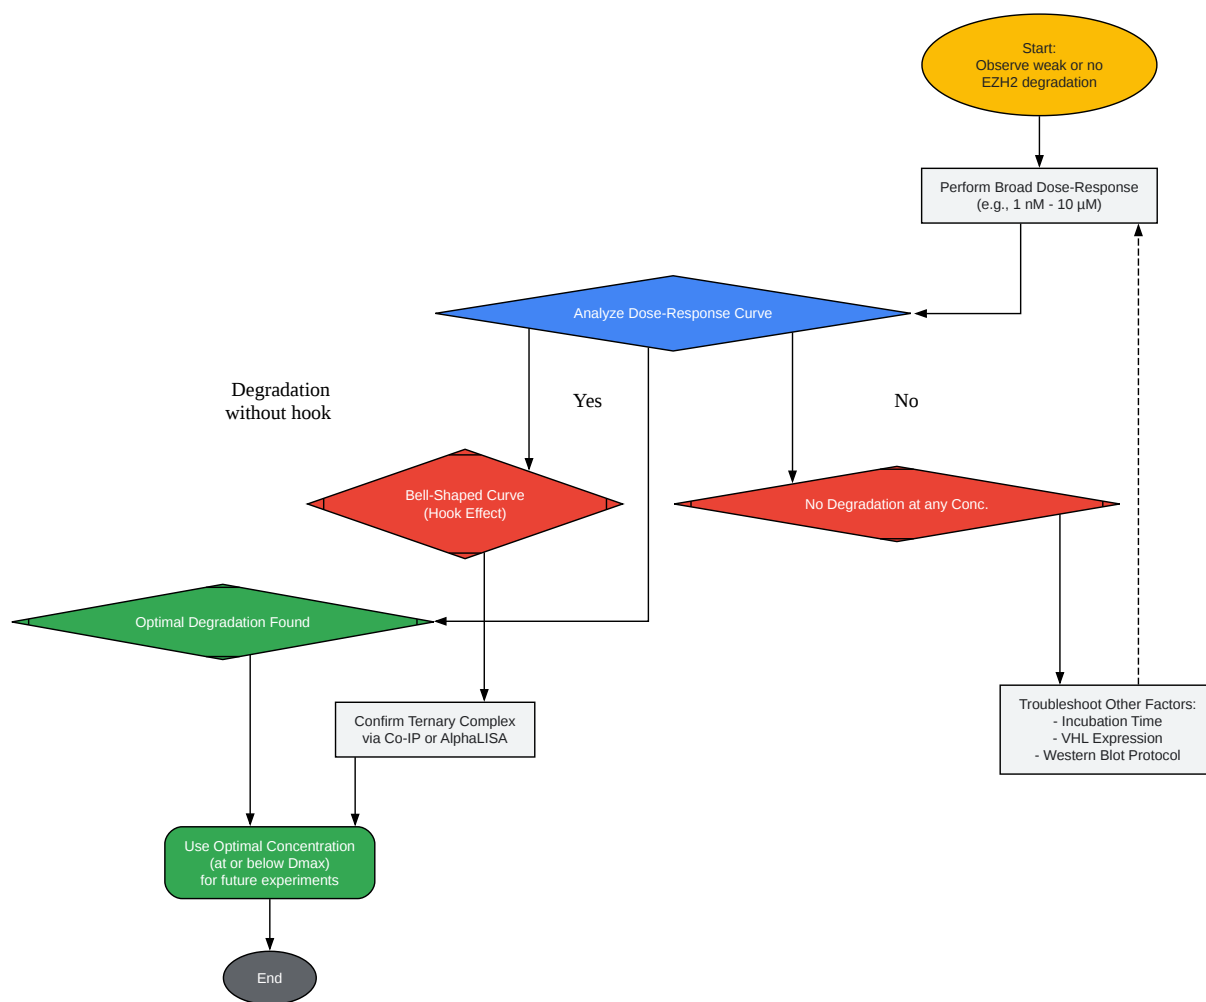 Start:
Observe weak or no
EZH2 degradation
Perform Broad Dose-Response
(e.g., 1 nM - 10 µM)
Analyze Dose-Response Curve
Degradation
without hook
Yes
No
Bell-Shaped Curve
(Hook Effect)
No Degradation at any Conc.
Optimal Degradation Found
Confirm Ternary Complex
via Co-IP or AlphaLISA
Troubleshoot Other Factors:
- Incubation Time
- VHL Expression
- Western Blot Protocol
Use Optimal Concentration
(at or below Dmax)
for future experiments
End